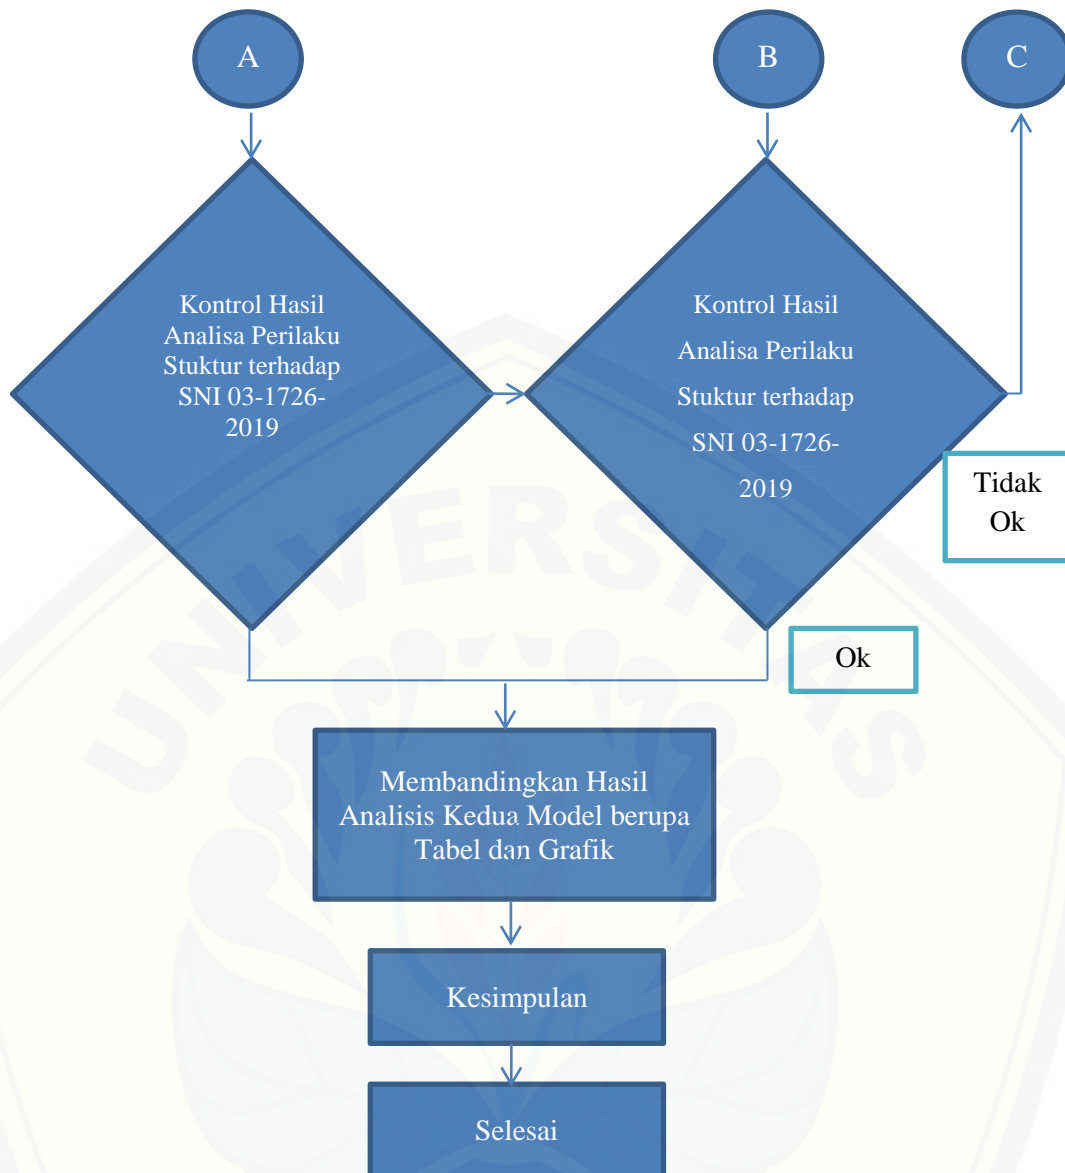 A
B
C
Kontrol Hasil
Analisa Perilaku
Stuktur terhadap
SNI 03-1726-
2019
Kontrol Hasil
Analisa Perilaku
Stuktur terhadap
SNI 03-1726-
2019
Tidak
Ok
Ok
Membandingkan Hasil
Analisis Kedua Model berupa
Tabel dan Grafik
Kesimpulan
Selesai
UNIVERSITAS